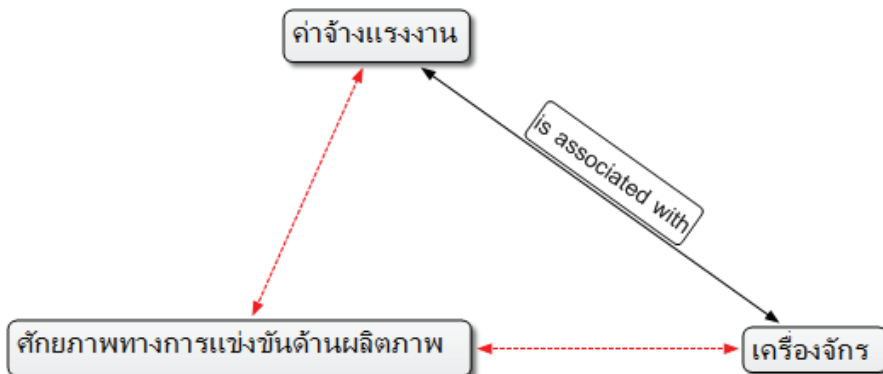 ค่าจ้างแรงงาน
is associated with
ศักยภาพทางการแข่งขันด้านผลิตภาพ
เครื่องจักร